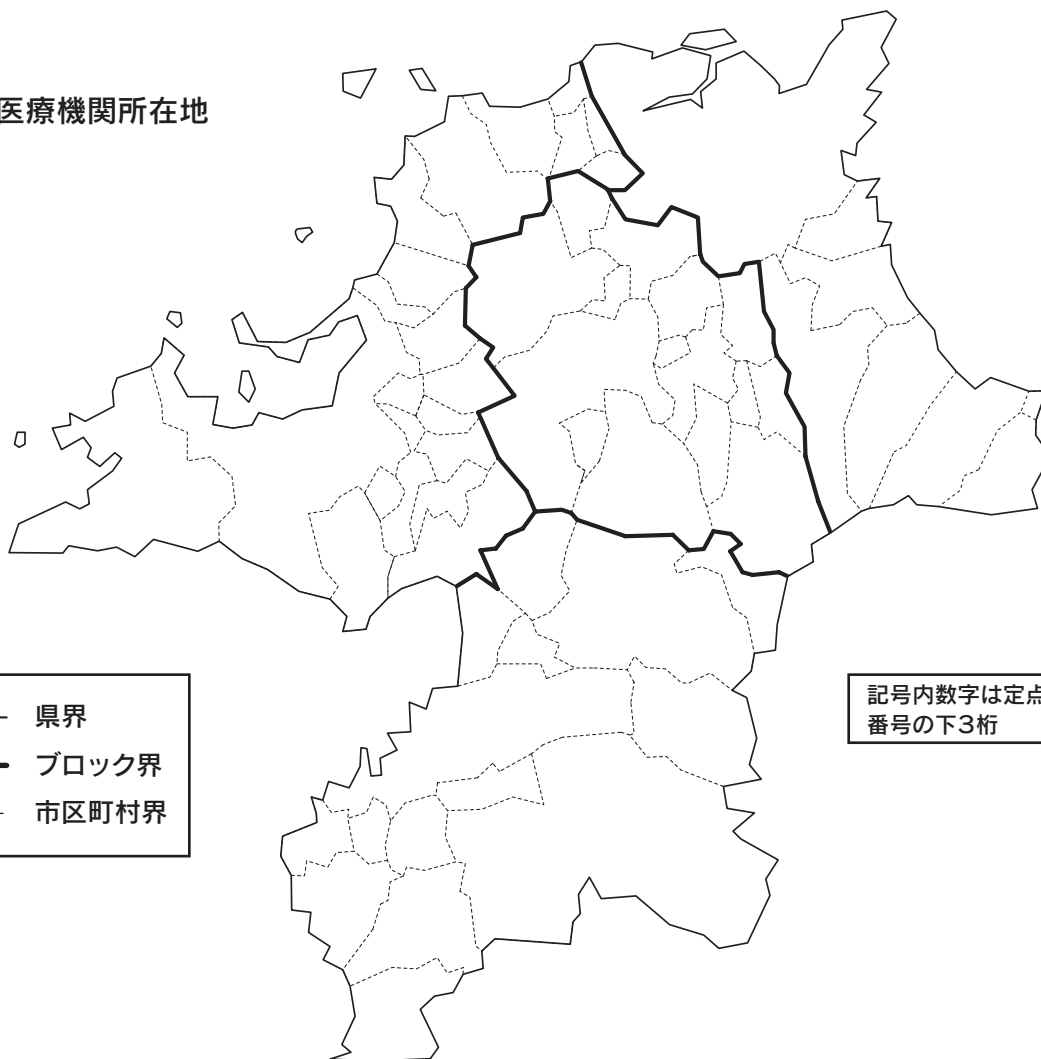 医療機関所在地
県界
ブロック界
市区町村界
記号内数字は定点
番号の下3桁